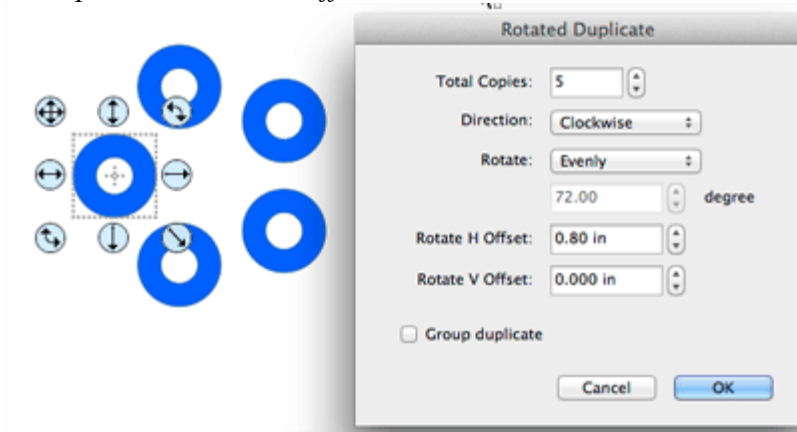 Rotated Duplicate
Total Copies: 5
Direction: Clockwise
Rotate: Evenly
72.00 degree
Rotate H Offset: 0.80 in
Rotate V Offset: 0.000 in
Group duplicate
Cancel OK